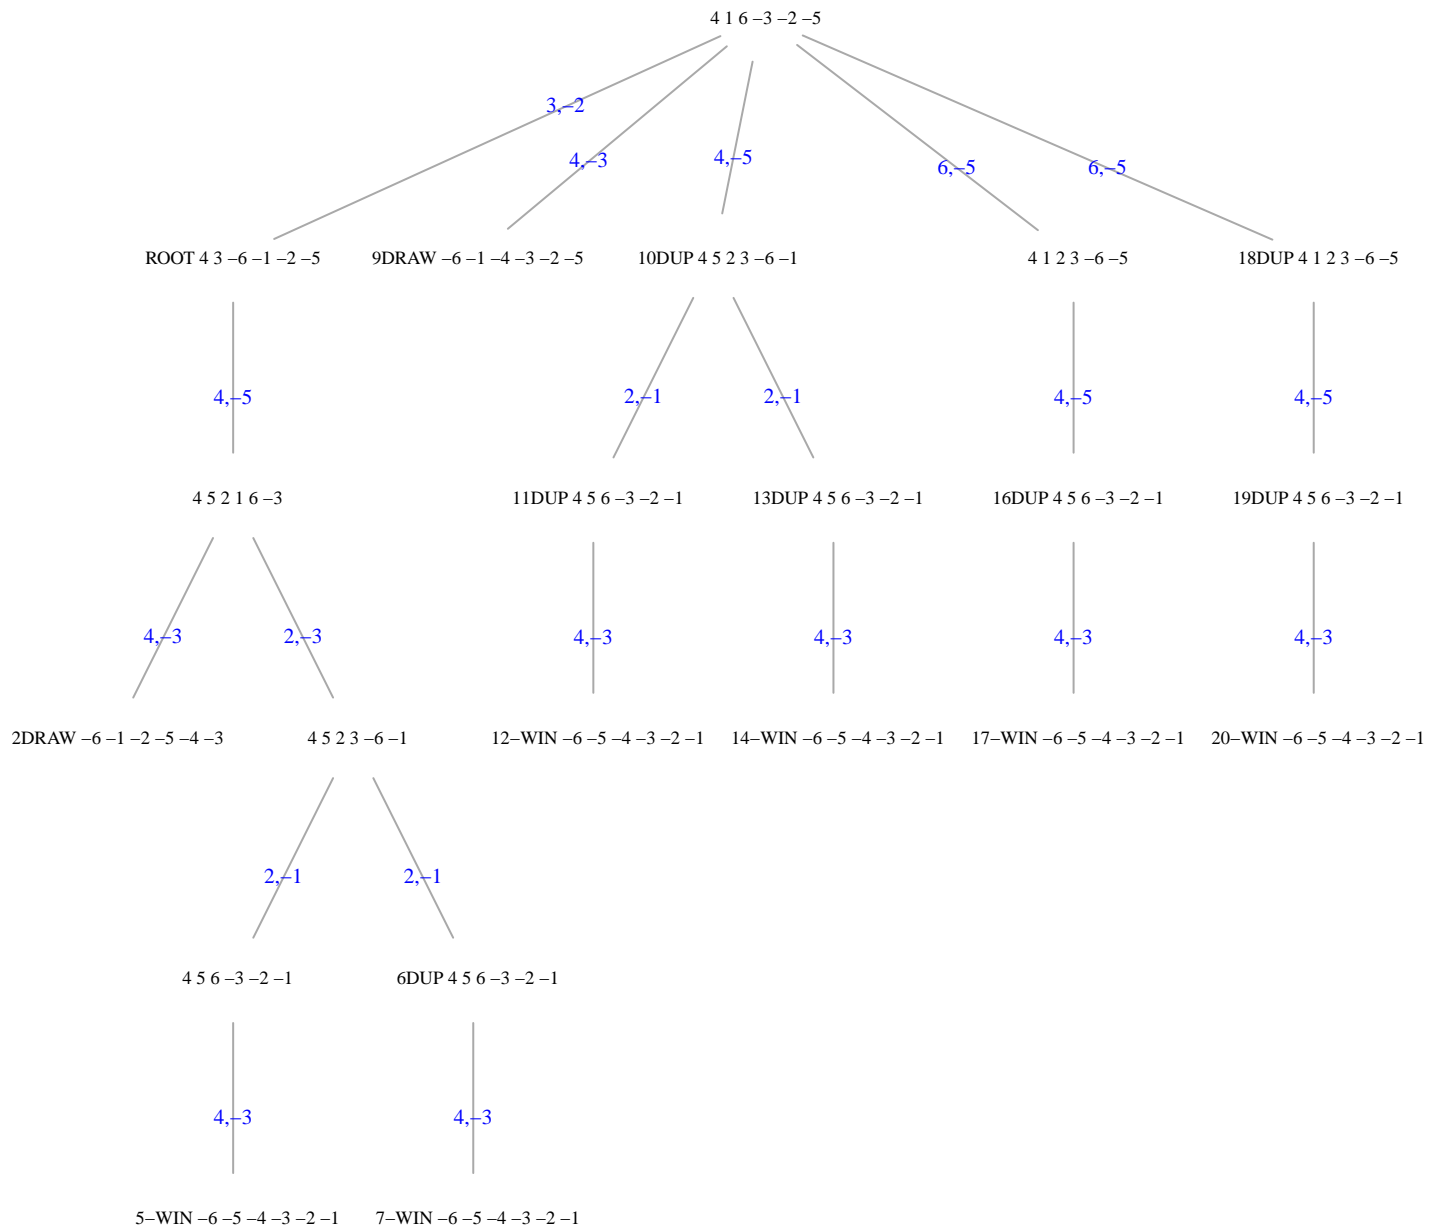 4 1 6 –3 –2 –5
3,–2
4,–3
4,–5
6,–5
6,–5
ROOT 4 3 –6 –1 –2 –5
9DRAW –6 –1 –4 –3 –2 –5
10DUP 4 5 2 3 –6 –1
4 1 2 3 –6 –5
18DUP 4 1 2 3 –6 –5
4,–5
2,–1
2,–1
4,–5
4,–5
4 5 2 1 6 –3
11DUP 4 5 6 –3 –2 –1
13DUP 4 5 6 –3 –2 –1
16DUP 4 5 6 –3 –2 –1
19DUP 4 5 6 –3 –2 –1
4,–3
2,–3
4,–3
4,–3
4,–3
4,–3
2DRAW –6 –1 –2 –5 –4 –3
4 5 2 3 –6 –1
12–WIN –6 –5 –4 –3 –2 –1
14–WIN –6 –5 –4 –3 –2 –1
17–WIN –6 –5 –4 –3 –2 –1
20–WIN –6 –5 –4 –3 –2 –1
2,–1
2,–1
4 5 6 –3 –2 –1
6DUP 4 5 6 –3 –2 –1
4,–3
4,–3
5–WIN –6 –5 –4 –3 –2 –1
7–WIN –6 –5 –4 –3 –2 –1